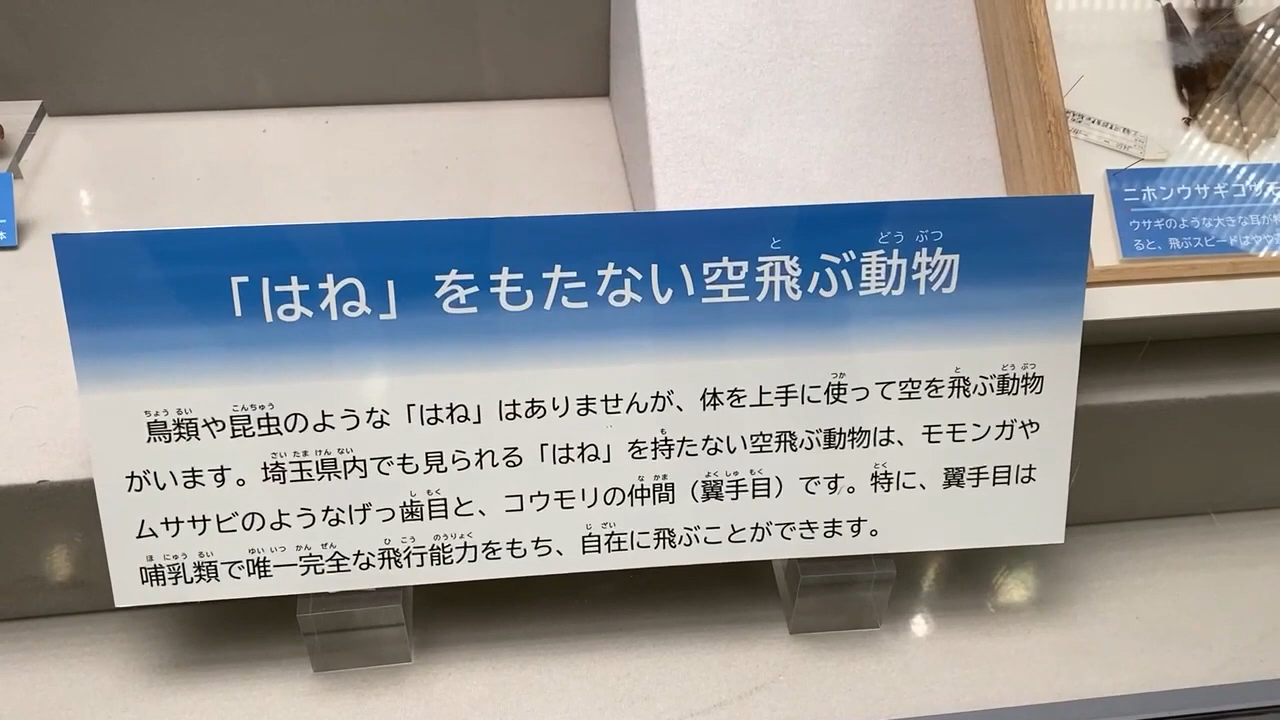 「はね」をもたない空飛ぶ動物
鳥類や昆虫のような「はね」はありませんが、体を上手に使って空を飛ぶ動物
がいます。埼玉県内でも見られる「はね」を持たない空飛ぶ動物は、モモンガや
ムササビのようなげっ歯目と、コウモリの仲間（翼手目）です。特に、翼手目は
哺乳類で唯一完全な飛行能力をもち、自在に飛ぶことができます。
ニホンウサギコウモ
ウサギのような大きな耳が特
ると、飛ぶスピードはやや
本